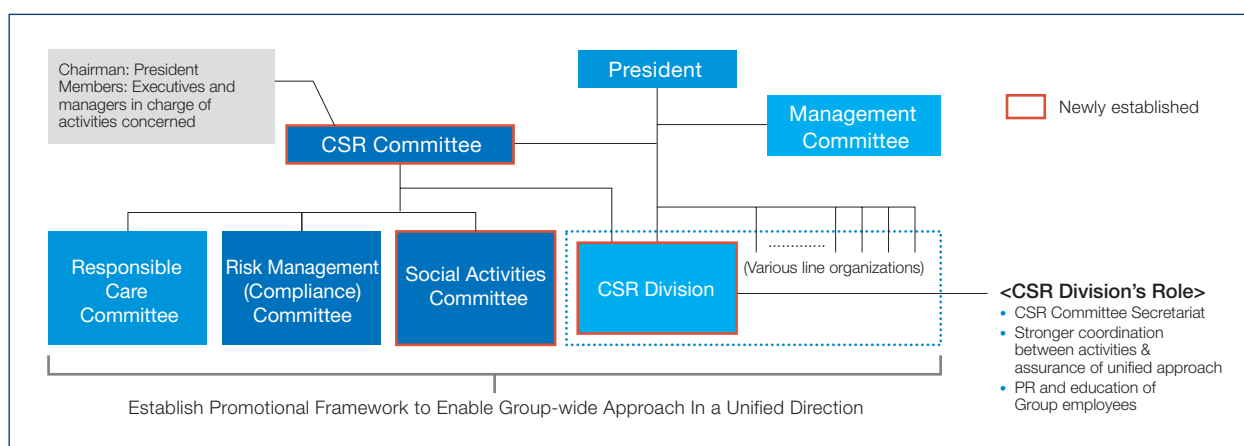 Chairman: President
Members: Executives and
managers in charge of
activities concerned
President
Newly established
Management
Committee
CSR Committee
Responsible
Care
Committee
Risk Management
(Compliance)
Committee
Social Activities
Committee
CSR Division
.............
(Various line organizations)
<CSR Division's Role>
• CSR Committee Secretariat
• Stronger coordination
between activities &
assurance of unified approach
• PR and education of
Group employees
Establish Promotional Framework to Enable Group-wide Approach In a Unified Direction